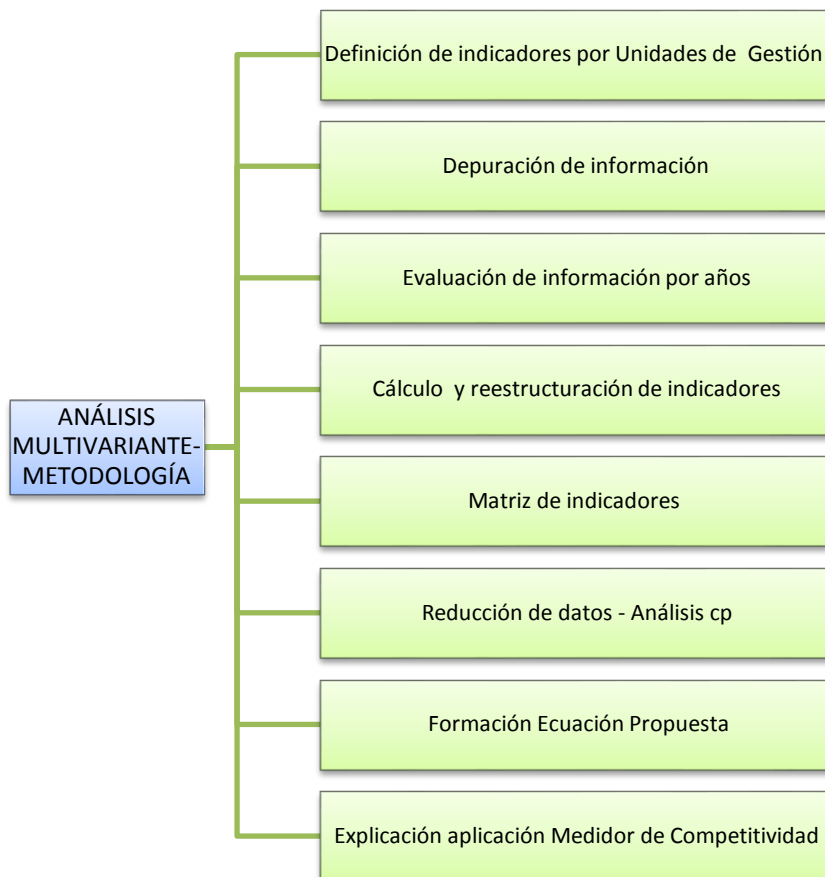 Definición de indicadores por Unidades de Gestión
Depuración de información
Evaluación de información por años
Cálculo y reestructuración de indicadores
ANÁLISIS
MULTIVARIANTE-
METODOLOGÍA
Matriz de indicadores
Reducción de datos - Análisis cp
Formación Ecuación Propuesta
Explicación aplicación Medidor de Competitividad